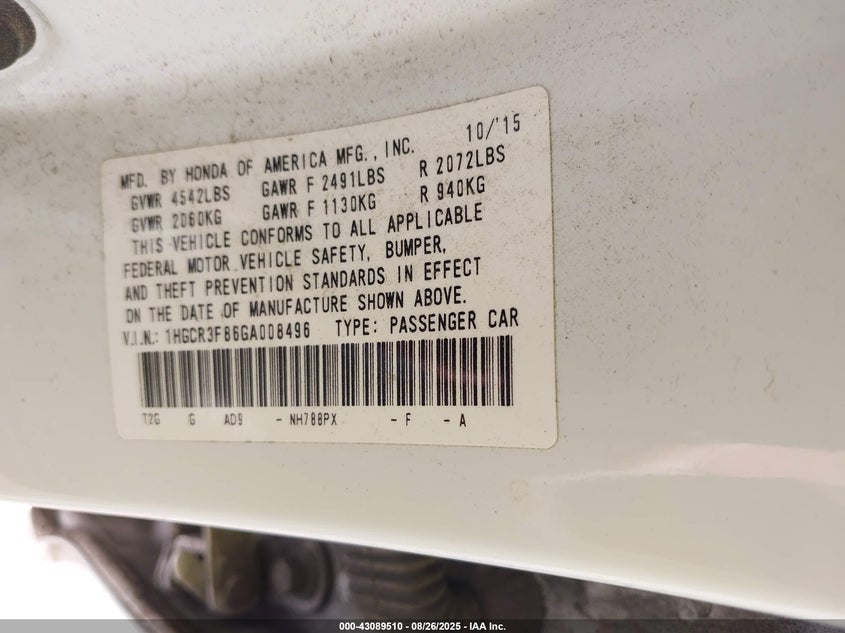 MFD. BY HONDA OF AMERICA MFG., INC. 10/'15
GVWR 4542LBS GAWR F 2491LBS R 2072LBS
GVWR 2060KG GAWR F 1130KG R 940KG
THIS VEHICLE CONFORMS TO ALL APPLICABLE
FEDERAL MOTOR VEHICLE SAFETY, BUMPER,
AND THEFT PREVENTION STANDARDS IN EFFECT
ON THE DATE OF MANUFACTURE SHOWN ABOVE.
V.I.N.: 1HGCR3F86GA008496 TYPE: PASSENGER CAR
T2G G AD9 - NH788PX - F - A
000-43089510 - 08/26/2025 - IAA Inc.